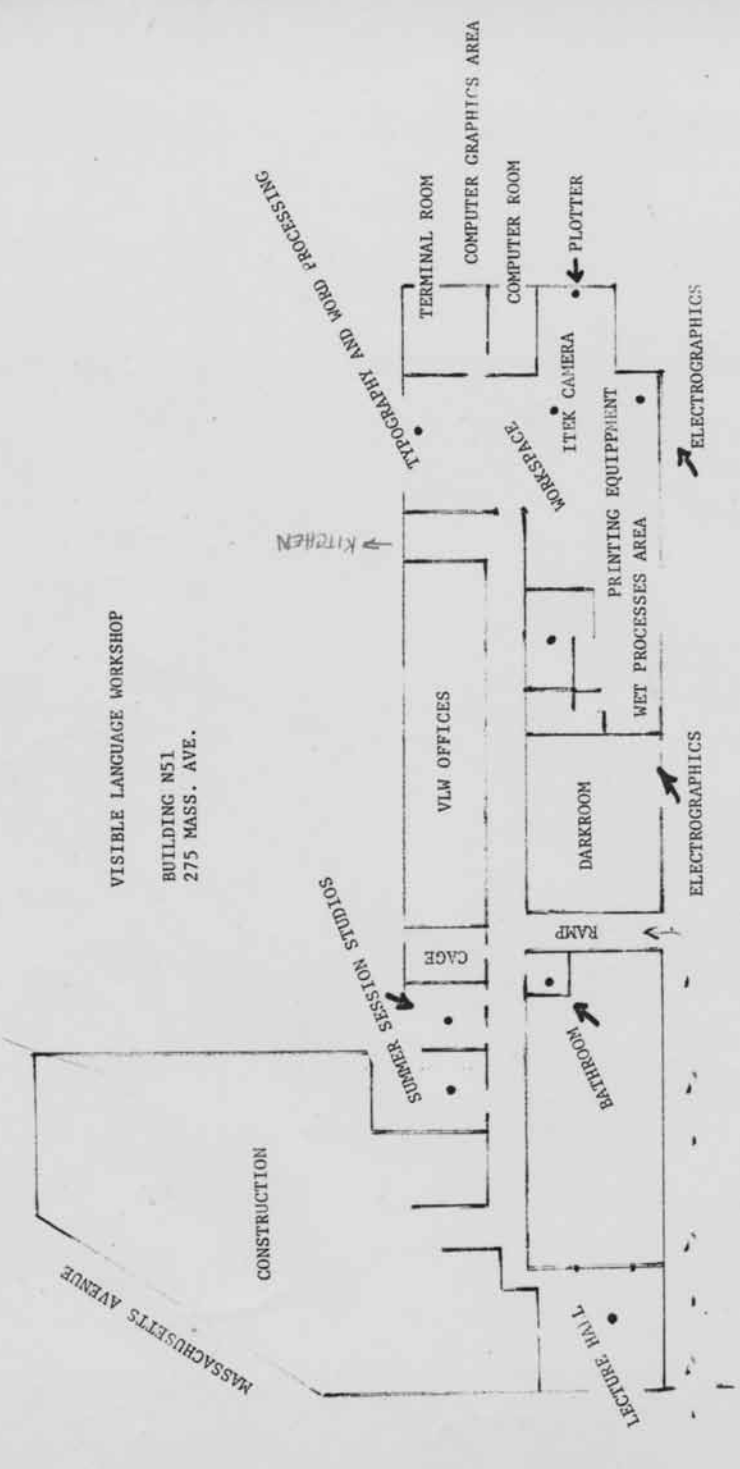 VISIBLE LANGUAGE WORKSHOP
BUILDING N51
275 MASS. AVE.
MASSACHUSETTS AVENUE
CONSTRUCTION
SUMMER SESSION STUDIOS
CAGE
VLW OFFICES
← KITCHEN
TYPOGRAPHY AND WORD PROCESSING
TERMINAL ROOM
COMPUTER GRAPHICS AREA
COMPUTER ROOM
PLOTTER
ITEK CAMERA
WORKSPACE
PRINTING EQUIPPMENT
WET PROCESSES AREA
ELECTROGRAPHICS
DARKROOM
ELECTROGRAPHICS
RAMP
BATHROOM
LECTURE HALL